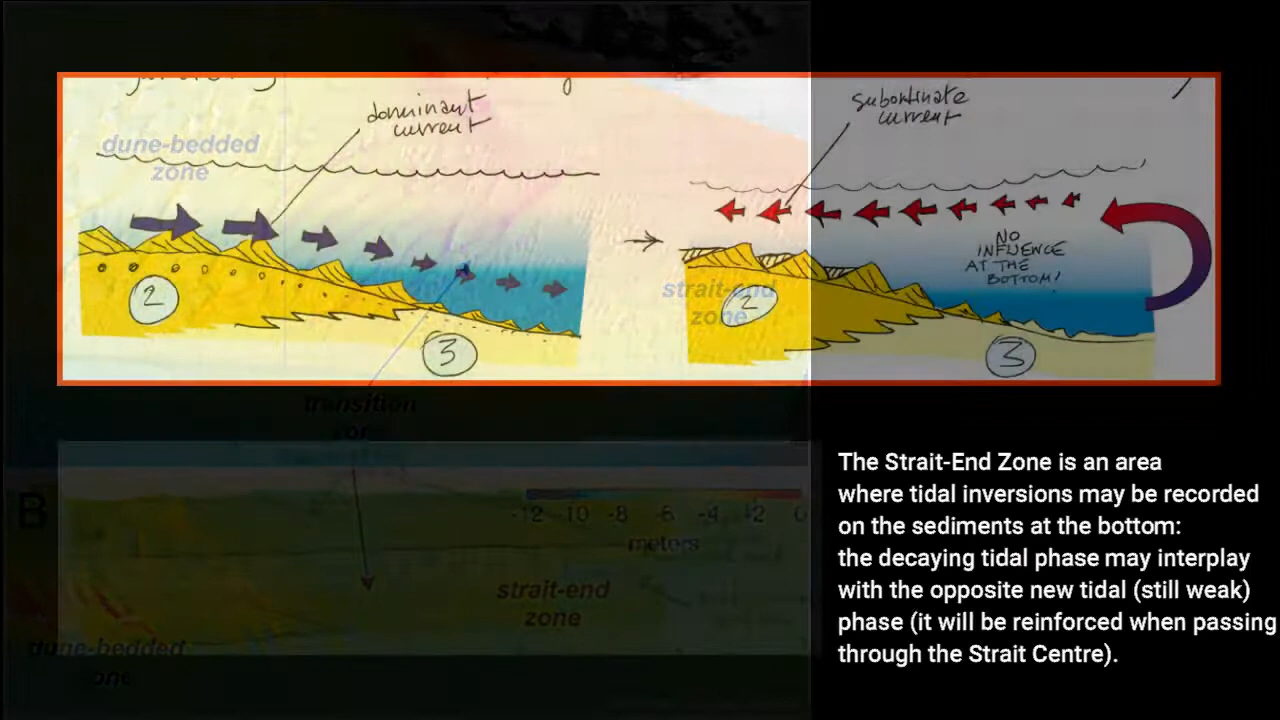 dominant
current
dune-bedded
zone
2
3
subordinate
current
NO
INFLUENCE
AT THE
BOTTOM!
strait-end
zone
2
3
transition
B
-12 -10 -8 -6 -4 +2 0
meters
strait-end
zone
dune-bedded
one
The Strait-End Zone is an area
where tidal inversions may be recorded
on the sediments at the bottom:
the decaying tidal phase may interplay
with the opposite new tidal (still weak)
phase (it will be reinforced when passing
through the Strait Centre).